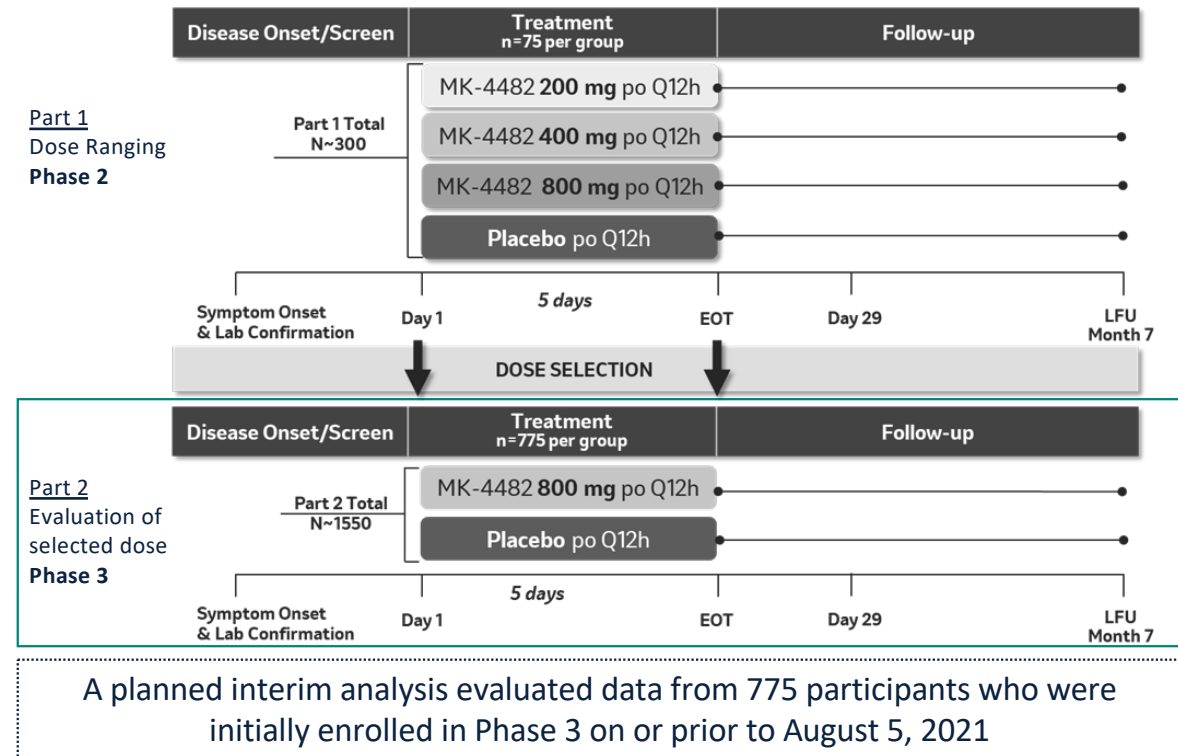 Disease Onset/Screen
Treatment
n=75 per group
Follow-up
Part 1
Dose Ranging
Phase 2
Part 1 Total
N~300
MK-4482 200 mg po Q12h
MK-4482 400 mg po Q12h
MK-4482 800 mg po Q12h
Placebo po Q12h
Symptom Onset
& Lab Confirmation
Day 1
5 days
EOT
Day 29
LFU
Month 7
DOSE SELECTION
Disease Onset/Screen
Treatment
n=775 per group
Follow-up
Part 2
Evaluation of
selected dose
Phase 3
Part 2 Total
N~1550
MK-4482 800 mg po Q12h
Placebo po Q12h
Symptom Onset
& Lab Confirmation
Day 1
5 days
EOT
Day 29
LFU
Month 7
A planned interim analysis evaluated data from 775 participants who were
initially enrolled in Phase 3 on or prior to August 5, 2021